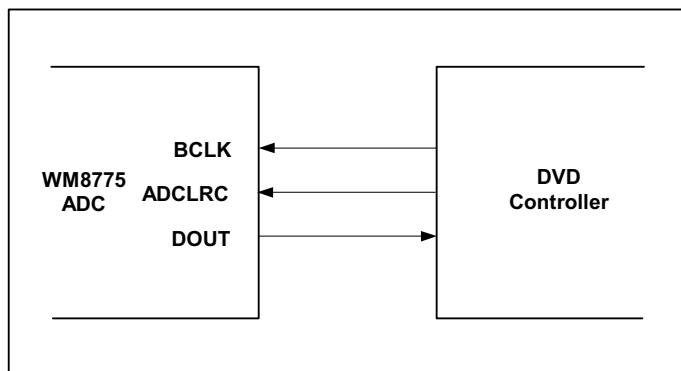 BCLK
WM8775
ADC
ADCLRC
DOUT
DVD
Controller